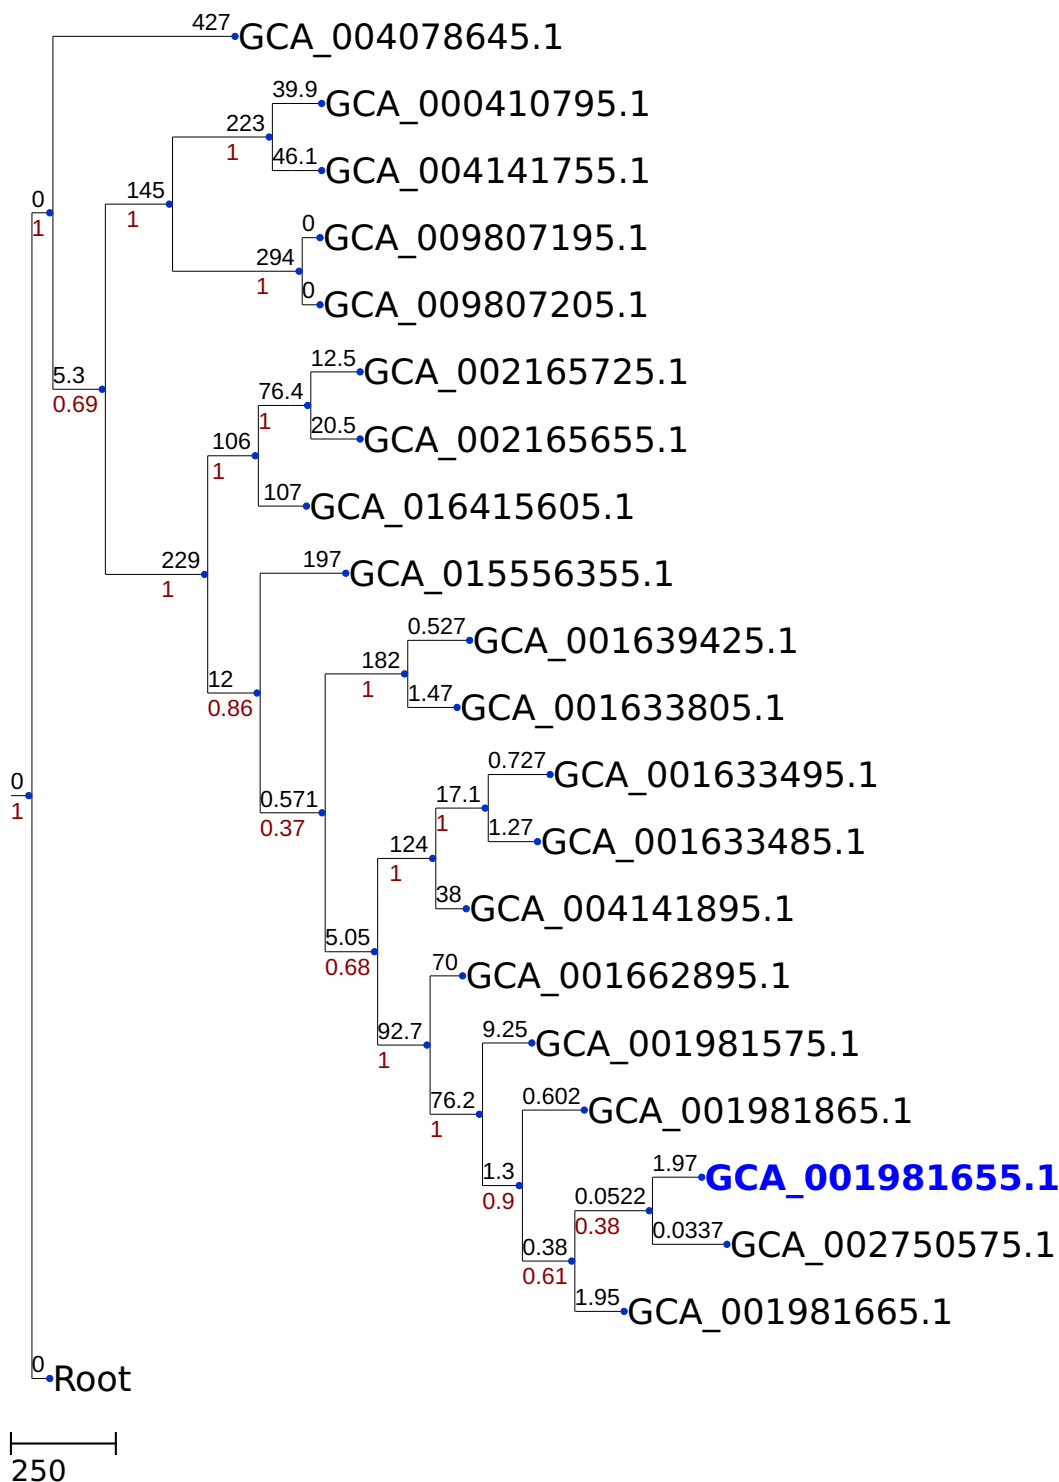 427
GCA_004078645.1
39.9
GCA_000410795.1
223
1
46.1
GCA_004141755.1
145
1
0
1
0
GCA_009807195.1
294
1
0
GCA_009807205.1
12.5
GCA_002165725.1
5.3
0.69
76.4
1
20.5
GCA_002165655.1
106
1
107
GCA_016415605.1
229
1
197
GCA_015556355.1
0.527
GCA_001639425.1
182
1
12
0.86
1.47
GCA_001633805.1
0.727
GCA_001633495.1
0
1
17.1
1
0.571
0.37
1.27
GCA_001633485.1
124
1
38
GCA_004141895.1
5.05
0.68
70
GCA_001662895.1
92.7
1
9.25
GCA_001981575.1
76.2
1
0.602
GCA_001981865.1
1.3
0.9
1.97
GCA_001981655.1
0.0522
0.38
0.0337
GCA_002750575.1
0.38
0.61
1.95
GCA_001981665.1
0
Root
250